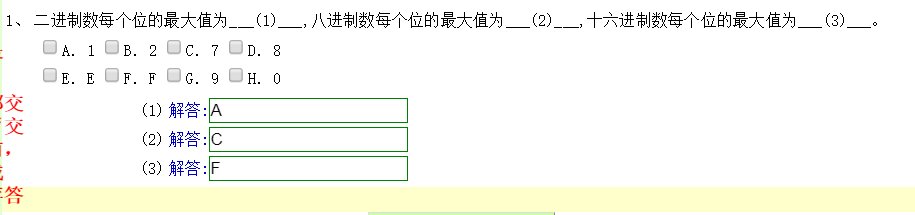 1、二进制数每个位的最大值为___(1)___,八进制数每个位的最大值为___(2)___,十六进制数每个位的最大值为___(3)___。
A. 1 B. 2 C. 7 D. 8
E. E F. F G. 9 H. 0
交
(1) 解答:A
交
(2) 解答:C
，
(3) 解答:F
答